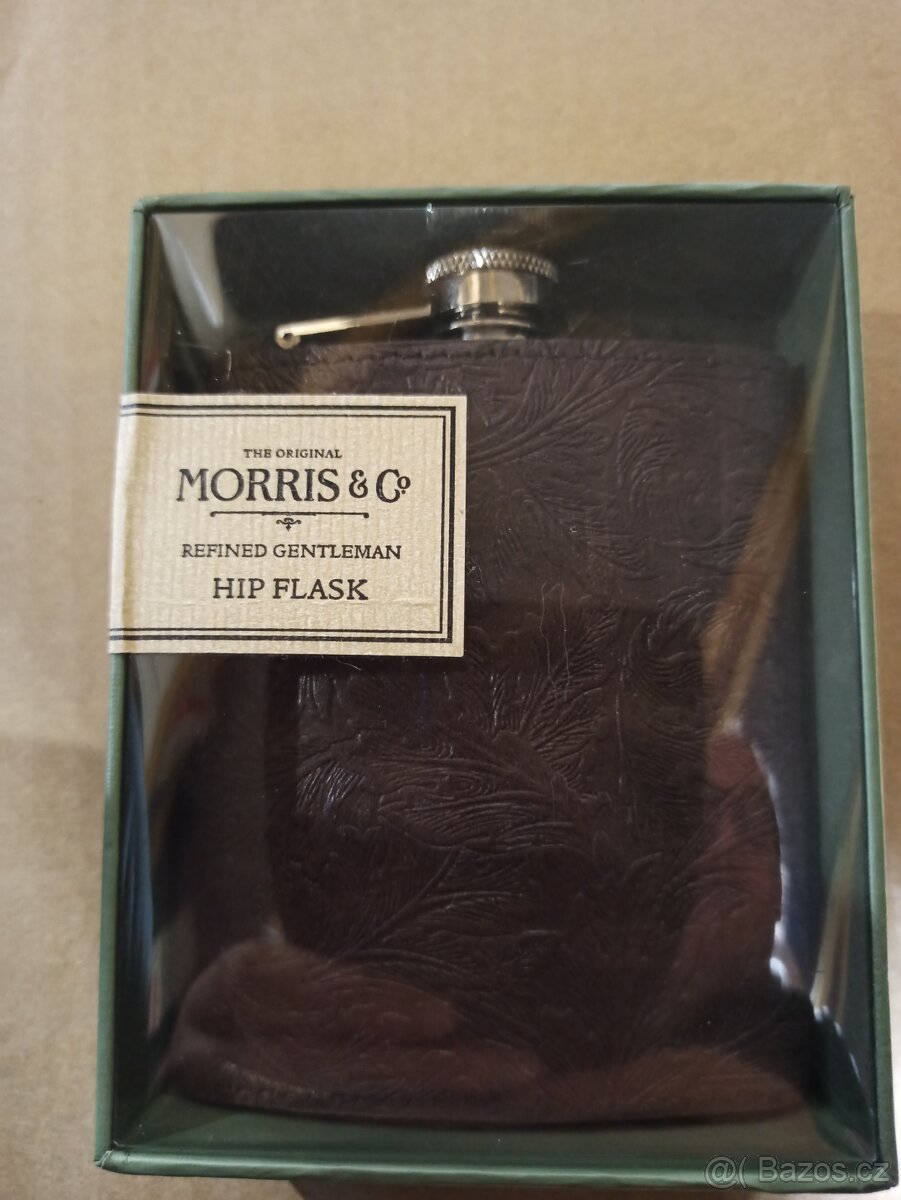 THE ORIGINAL
MORRIS & Co.
REFINED GENTLEMAN
HIP FLASK
@( Bazos.cz